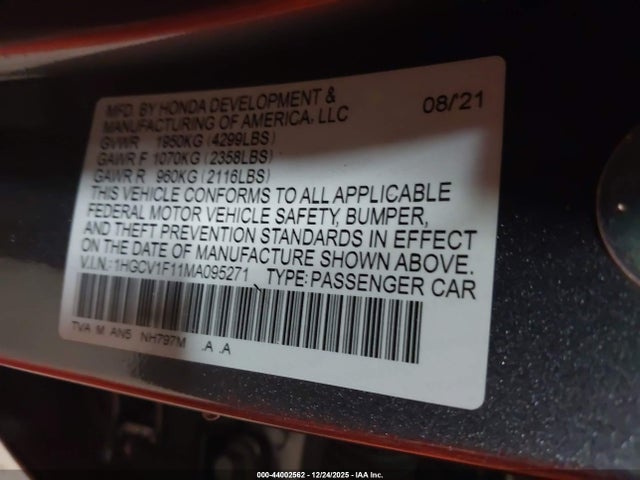 MFD. BY HONDA DEVELOPMENT & 08/'21
MANUFACTURING OF AMERICA, LLC
GVWR 1950KG (4299LBS)
GAWR F 1070KG (2358LBS)
GAWR R 960KG (2116LBS)
THIS VEHICLE CONFORMS TO ALL APPLICABLE
FEDERAL MOTOR VEHICLE SAFETY, BUMPER,
AND THEFT PREVENTION STANDARDS IN EFFECT
ON THE DATE OF MANUFACTURE SHOWN ABOVE.
V.I.N.:1HGCV1F11MA095271 TYPE:PASSENGER CAR
TVA M AN5 NH797M .A .A
000-44002562 - 12/24/2025 - IAA Inc.